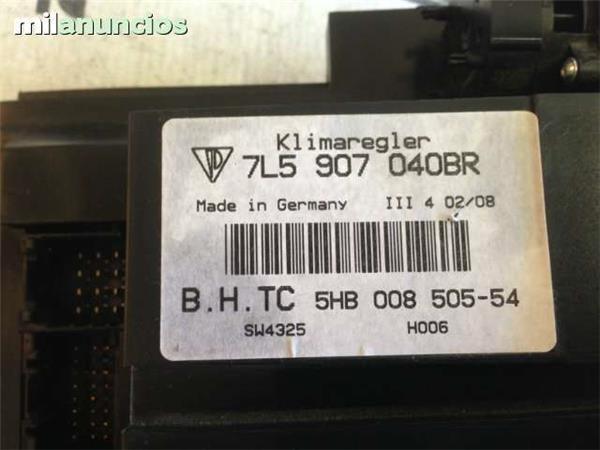 milanuncios
Klimaregler
7L5 907 040BR
Made in Germany III 4 02/08
B.H.TC 5HB 008 505-54
SW4325 H006